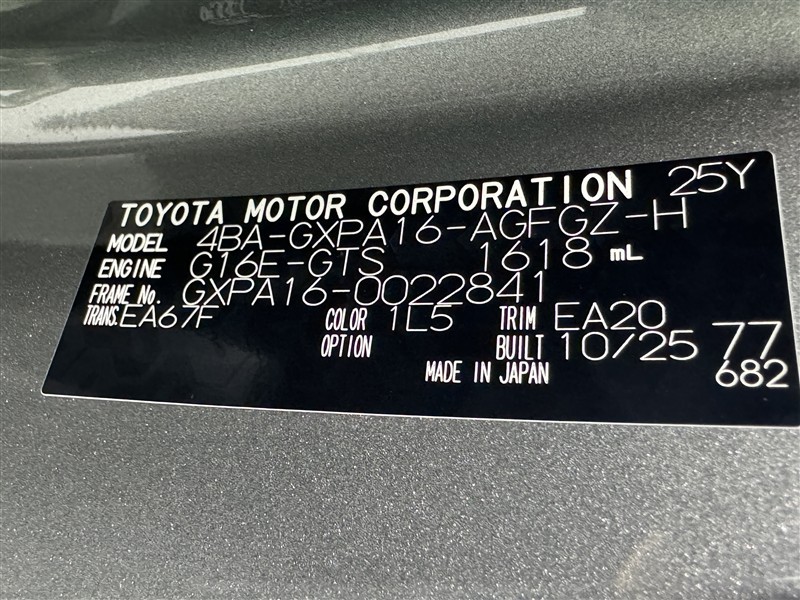 TOYOTA MOTOR CORPORATION 25Y
MODEL 4BA-GXPA16-AGFGZ-H
ENGINE G16E-GTS 1618 mL
FRAME No. GXPA16-0022841
TRANS. EA67F COLOR 1L5 TRIM EA20
OPTION BUILT 10/25 77
MADE IN JAPAN 682